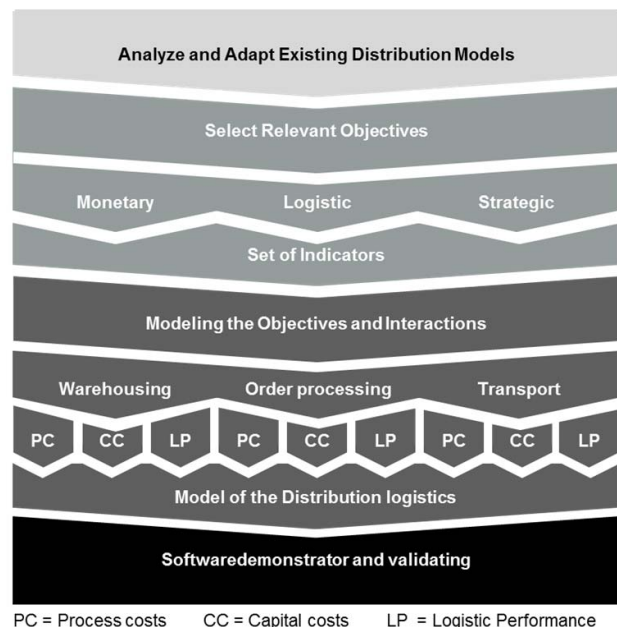 Analyze and Adapt Existing Distribution Models
Select Relevant Objectives
Monetary Logistic Strategic
Set of Indicators
Modeling the Objectives and Interactions
Warehousing Order processing Transport
PC CC LP PC CC LP PC CC LP
Model of the Distribution logistics
Softwaredemonstrator and validating
PC = Process costs CC = Capital costs LP = Logistic Performance